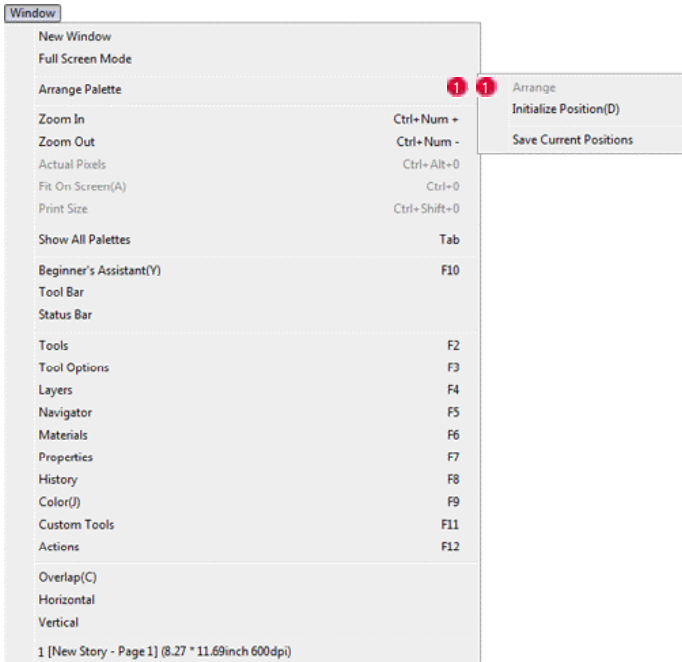 Window
New Window
Full Screen Mode
Arrange Palette 1
1 Arrange
Initialize Position(D)
Save Current Positions
Zoom In Ctrl+Num +
Zoom Out Ctrl+Num -
Actual Pixels Ctrl+Alt+0
Fit On Screen(A) Ctrl+0
Print Size Ctrl+Shift+0
Show All Palettes Tab
Beginner's Assistant(Y) F10
Tool Bar
Status Bar
Tools F2
Tool Options F3
Layers F4
Navigator F5
Materials F6
Properties F7
History F8
Color(J) F9
Custom Tools F11
Actions F12
Overlap(C)
Horizontal
Vertical
1 [New Story - Page 1] (8.27 * 11.69inch 600dpi)